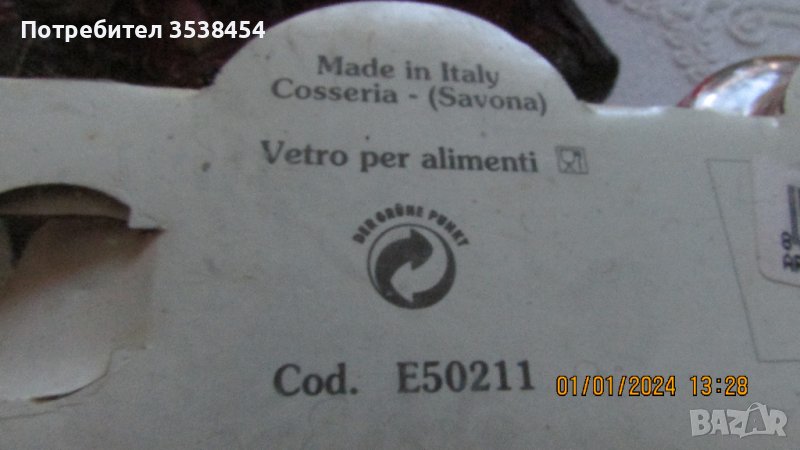 Потребител 3538454
Made in Italy
Cosseria - (Savona)
Vetro per alimenti
DER GRÜNE PUNKT
Cod. E50211
01/01/2024 13:28
BAZAR